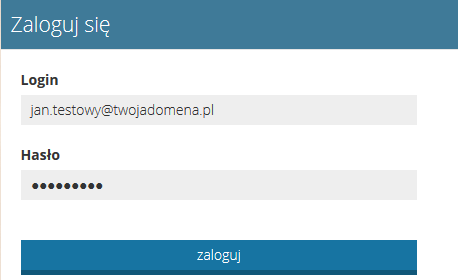 Zaloguj się
Login
jan.testowy@twojadomena.pl
Hasło
●●●●●●●●●
zaloguj